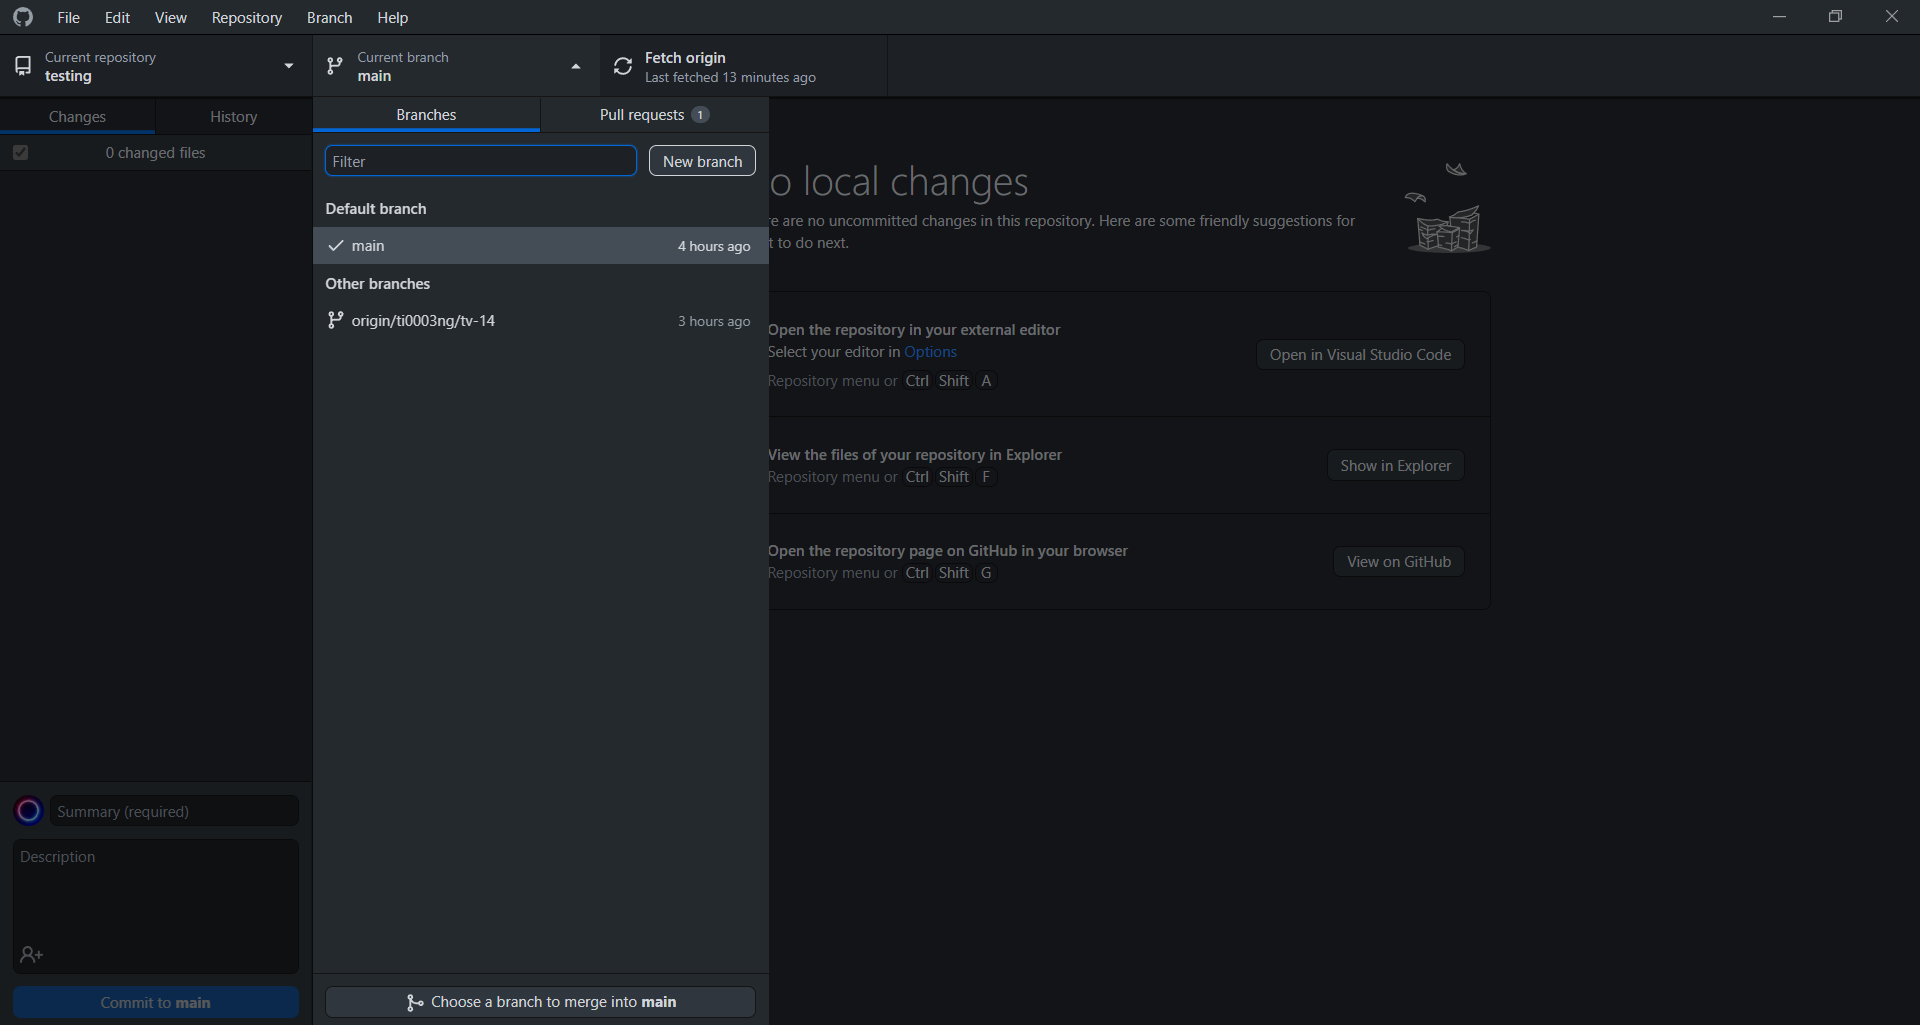 File Edit View Repository Branch Help
Current repository
testing
Current branch
main
Fetch origin
Last fetched 13 minutes ago
Changes History
0 changed files
Branches Pull requests 1
Filter New branch
Default branch
main 4 hours ago
Other branches
origin/ti0003ng/tv-14 3 hours ago
o local changes
re are no uncommitted changes in this repository. Here are some friendly suggestions for
t to do next.
Open the repository in your external editor
Select your editor in Options
Repository menu or Ctrl Shift A
Open in Visual Studio Code
View the files of your repository in Explorer
Repository menu or Ctrl Shift F
Show in Explorer
Open the repository page on GitHub in your browser
Repository menu or Ctrl Shift G
View on GitHub
Summary (required)
Description
Commit to main
Choose a branch to merge into main